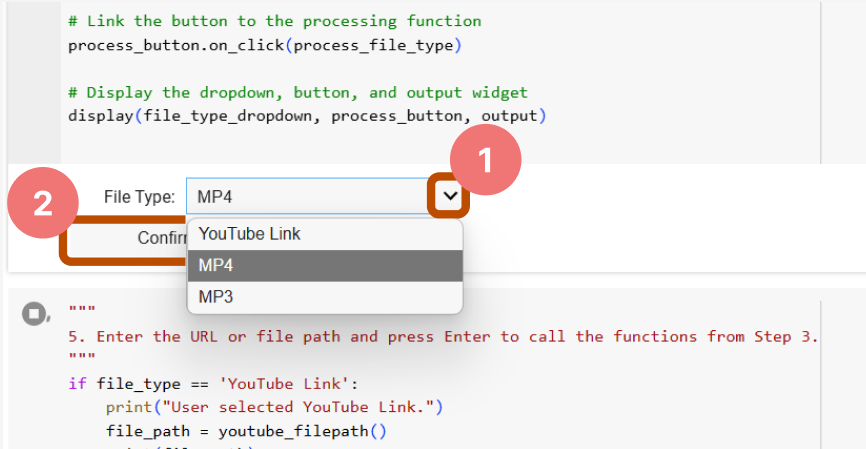 # Link the button to the processing function
process_button.on_click(process_file_type)
# Display the dropdown, button, and output widget
display(file_type_dropdown, process_button, output)
1
2
File Type: MP4
Confir
YouTube Link
MP4
MP3
"""
5. Enter the URL or file path and press Enter to call the functions from Step 3.
"""
if file_type == 'YouTube Link':
    print("User selected YouTube Link.")
    file_path = youtube_filepath()